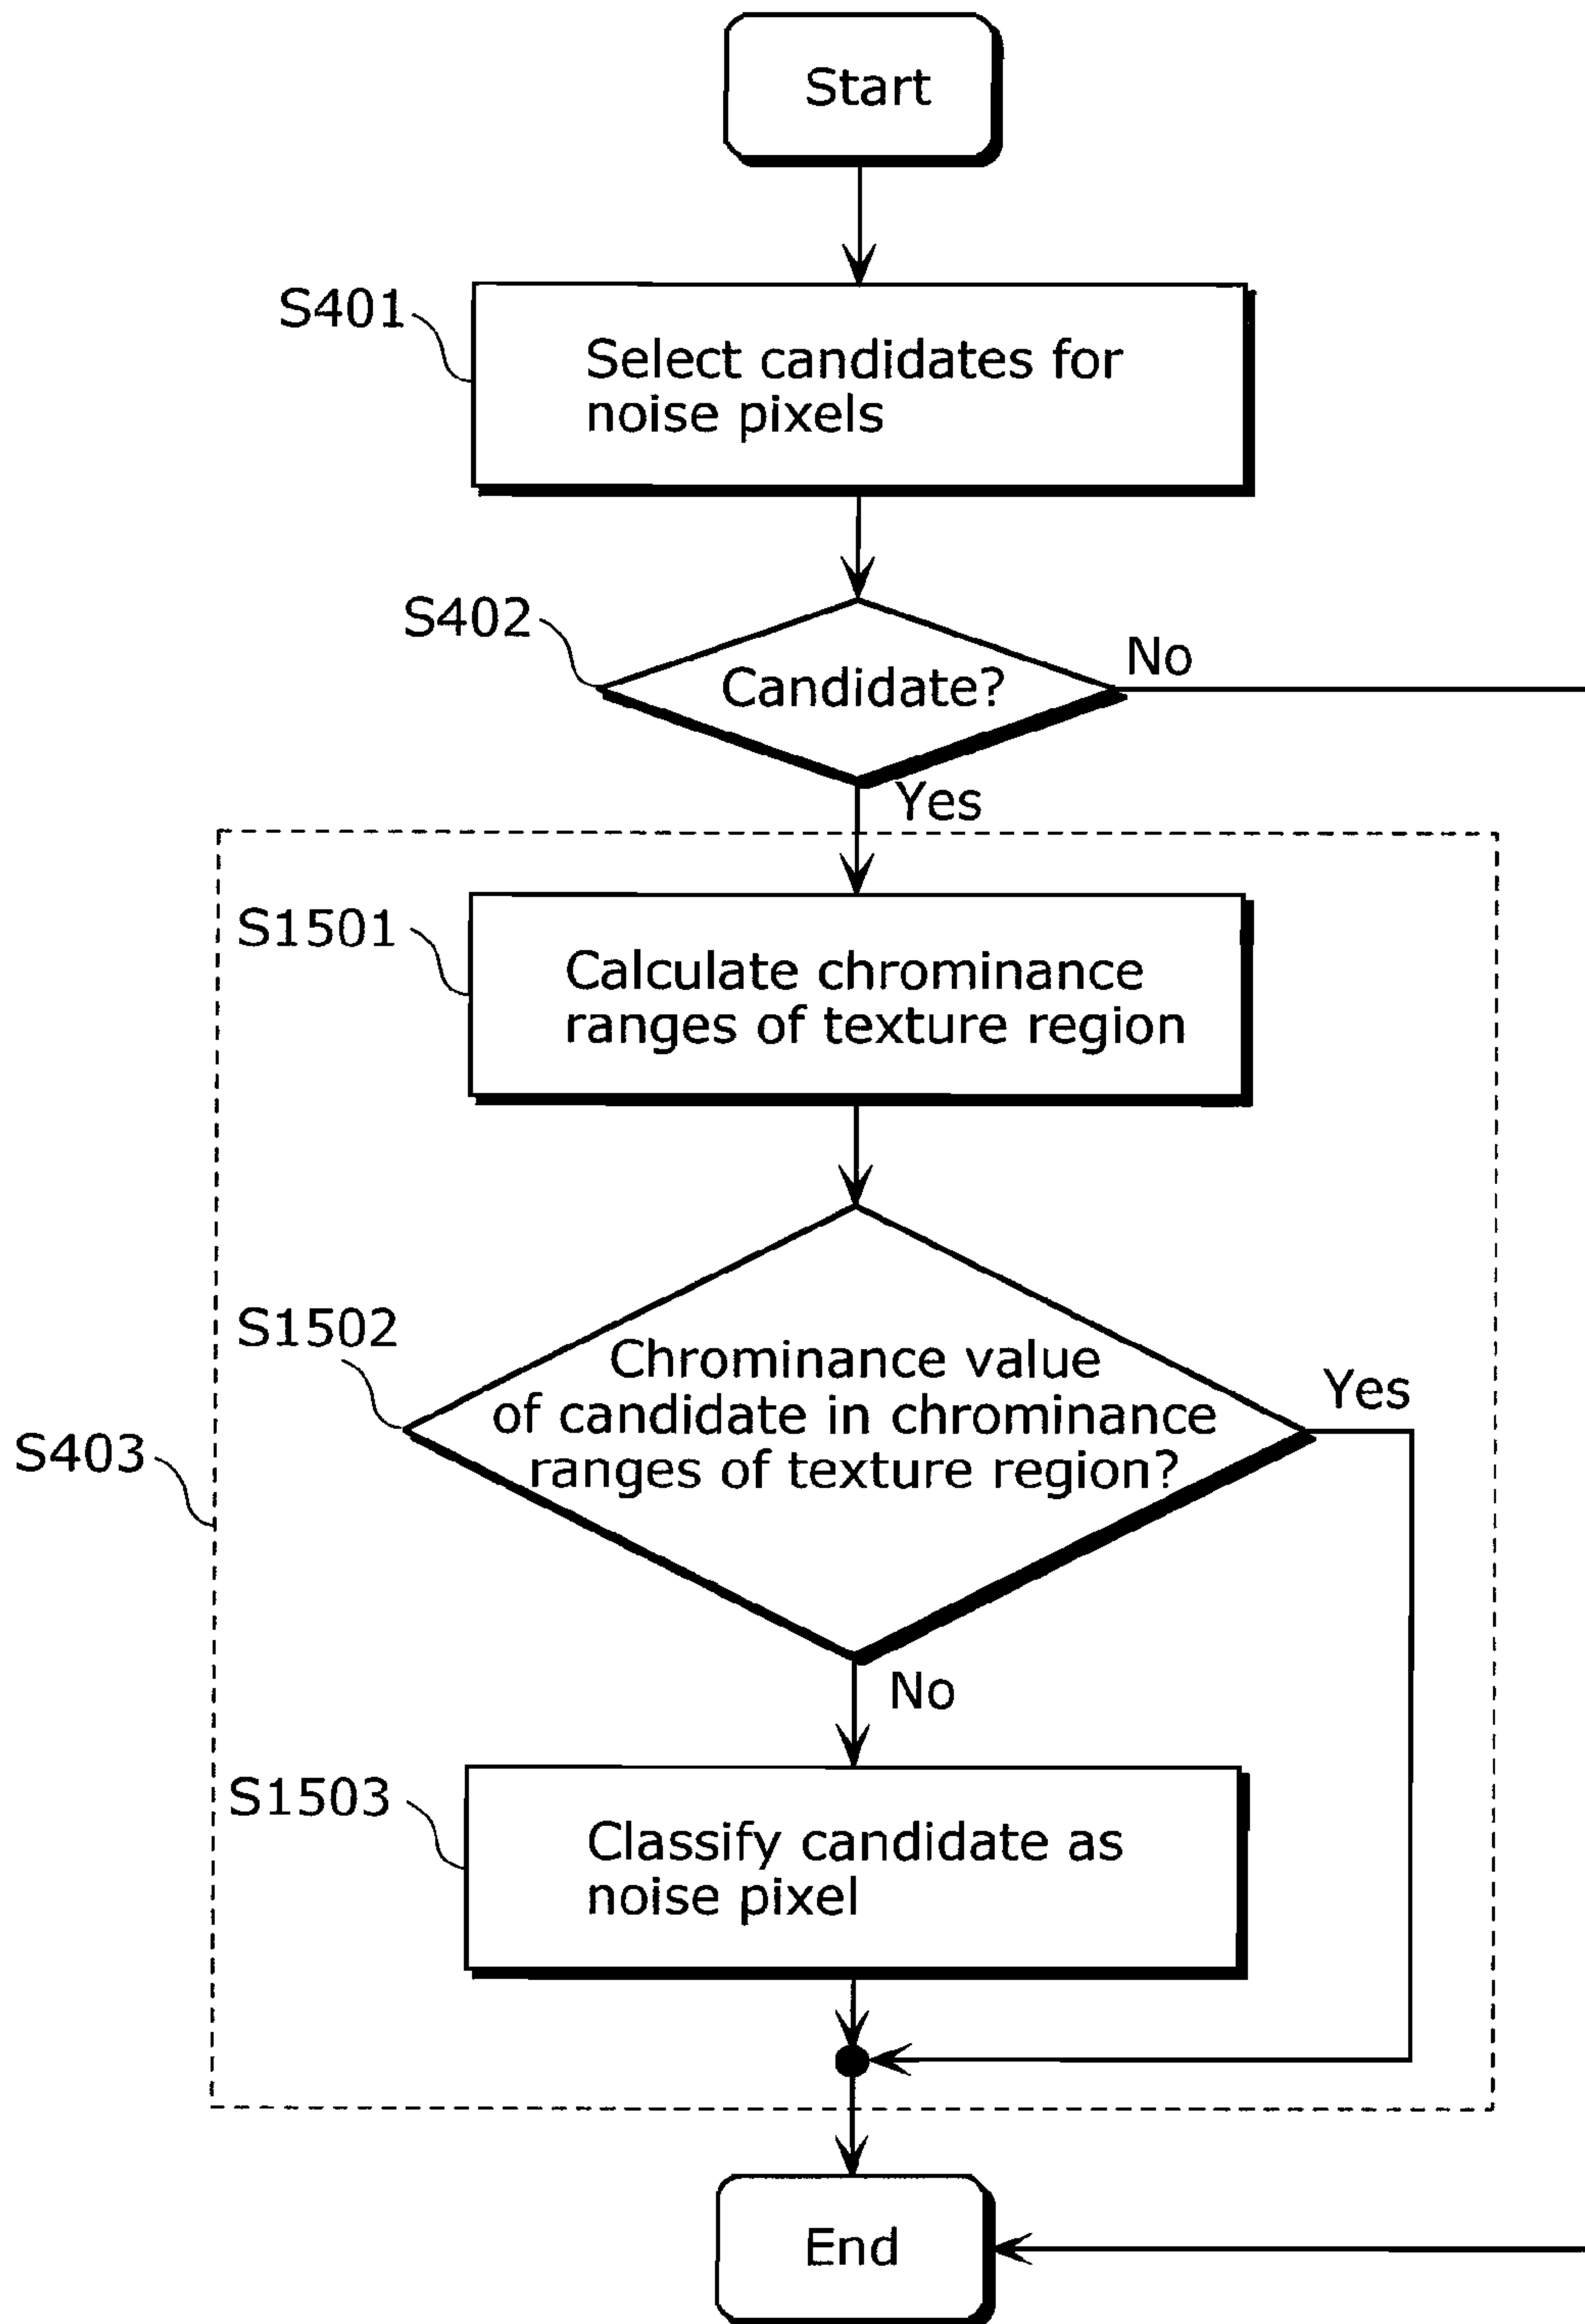 Start
S401
Select candidates for
noise pixels
S402
Candidate?
No
Yes
S1501
Calculate chrominance
ranges of texture region
S1502
Chrominance value
of candidate in chrominance
ranges of texture region?
Yes
S403
No
S1503
Classify candidate as
noise pixel
End